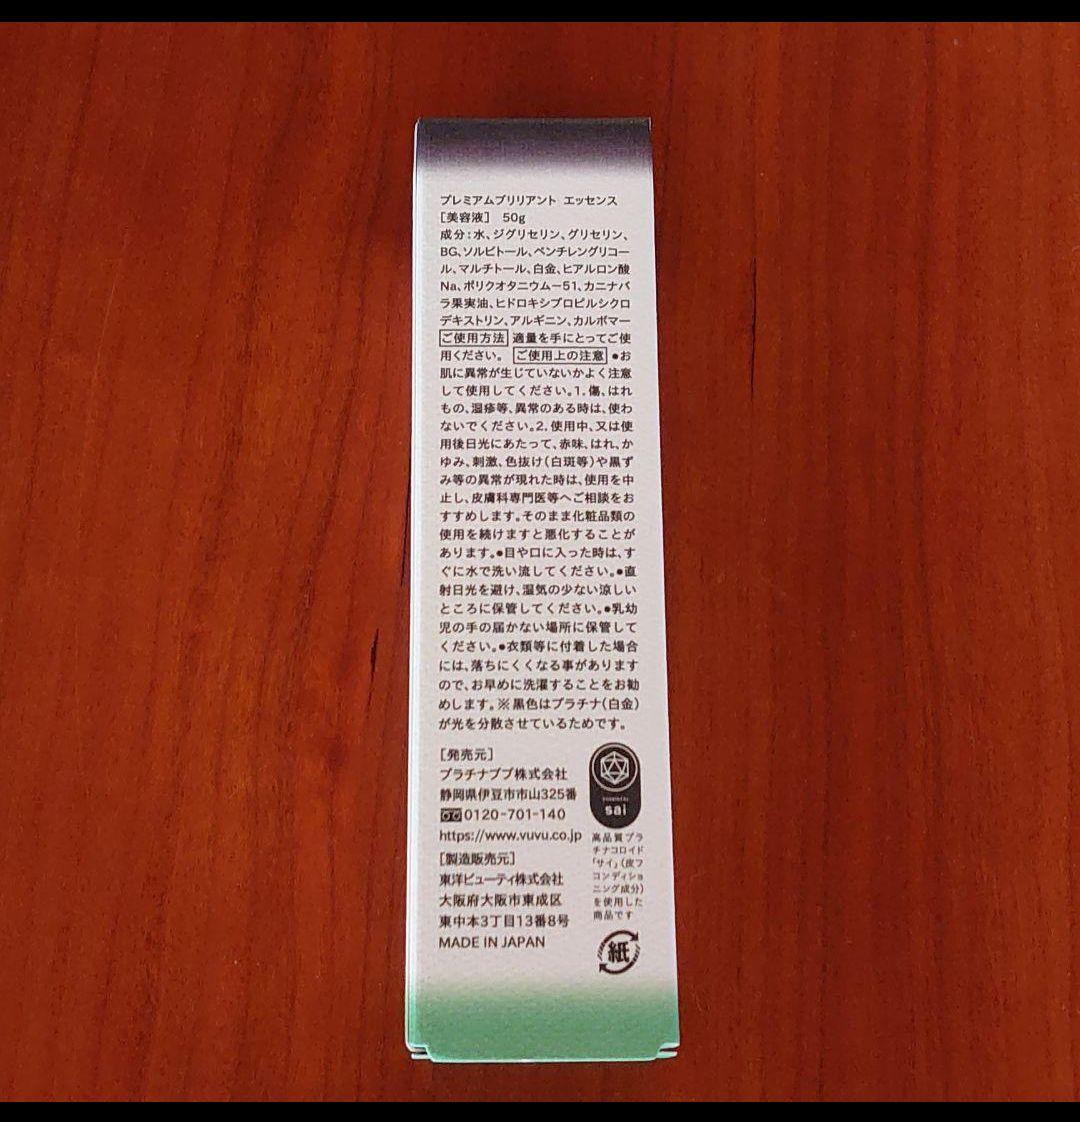 プレミアムブリリアント エッセンス
[美容液] 50g
成分:水、ジグリセリン、グリセリン、
BG、ソルビトール、ペンチレングリコー
ル、マルチトール、白金、ヒアルロン酸
Na、ポリクオタニウム-51、カニナバ
ラ果実油、ヒドロキシプロピルシクロ
デキストリン、アルギニン、カルボマー
ご使用方法 適量を手にとってご使
用ください。 ご使用上の注意 ●お
肌に異常が生じていないかよく注意
して使用してください。1.傷、はれ
もの、湿疹等、異常のある時は、使わ
ないでください。2.使用中、又は使
用後日光にあたって、赤味、はれ、か
ゆみ、刺激、色抜け(白斑等)や黒ず
み等の異常が現れた時は、使用を中
止し、皮膚科専門医等へご相談をお
すすめします。そのまま化粧品類の
使用を続けますと悪化することが
あります。●目や口に入った時は、す
ぐに水で洗い流してください。●直
射日光を避け、湿気の少ない涼しい
ところに保管してください。●乳幼
児の手の届かない場所に保管して
ください。●衣類等に付着した場合
には、落ちにくくなる事があります
ので、お早めに洗濯することをお勧
めします。※黒色はプラチナ(白金)
が光を分散させているためです。
[発売元]
プラチナブブ株式会社
静岡県伊豆市市山325番
0120-701-140
https://www.vuvu.co.jp
[製造販売元]
東洋ビューティ株式会社
大阪府大阪市東成区
東中本3丁目13番8号
MADE IN JAPAN
sai
高品質プラ
チナコロイド
「サイ」(皮フ
コンディショ
ニング成分)
を使用した
商品です
紙